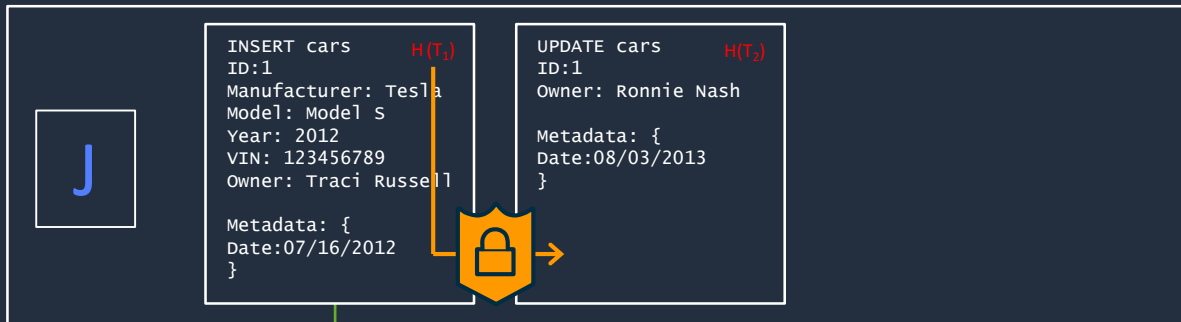 J
INSERT cars H(T₁)
ID:1
Manufacturer: Tesla
Model: Model S
Year: 2012
VIN: 123456789
Owner: Traci Russell
Metadata: {
Date:07/16/2012
}
UPDATE cars H(T₂)
ID:1
Owner: Ronnie Nash
Metadata: {
Date:08/03/2013
}